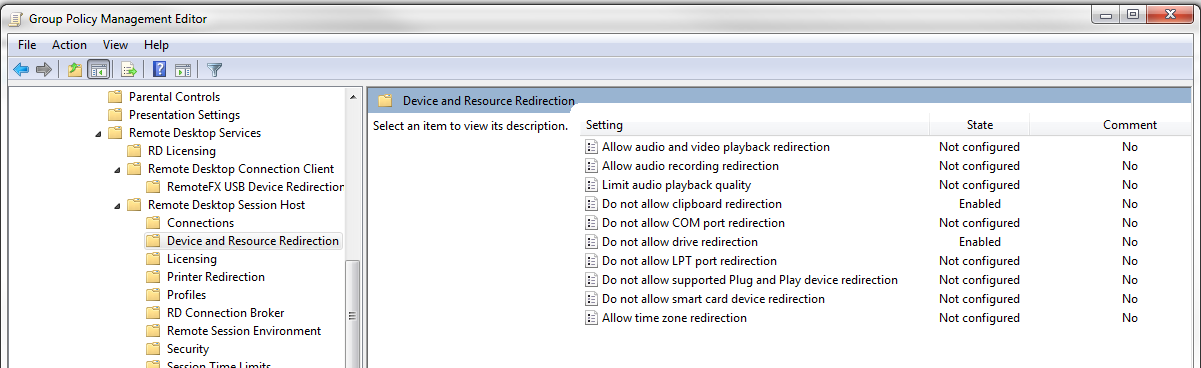 Group Policy Management Editor
File Action View Help
Parental Controls
Presentation Settings
Remote Desktop Services
RD Licensing
Remote Desktop Connection Client
RemoteFX USB Device Redirection
Remote Desktop Session Host
Connections
Device and Resource Redirection
Licensing
Printer Redirection
Profiles
RD Connection Broker
Remote Session Environment
Security
Session Time Limits
Device and Resource Redirection
Select an item to view its description.
Setting State Comment
Allow audio and video playback redirection Not configured No
Allow audio recording redirection Not configured No
Limit audio playback quality Not configured No
Do not allow clipboard redirection Enabled No
Do not allow COM port redirection Not configured No
Do not allow drive redirection Enabled No
Do not allow LPT port redirection Not configured No
Do not allow supported Plug and Play device redirection Not configured No
Do not allow smart card device redirection Not configured No
Allow time zone redirection Not configured No